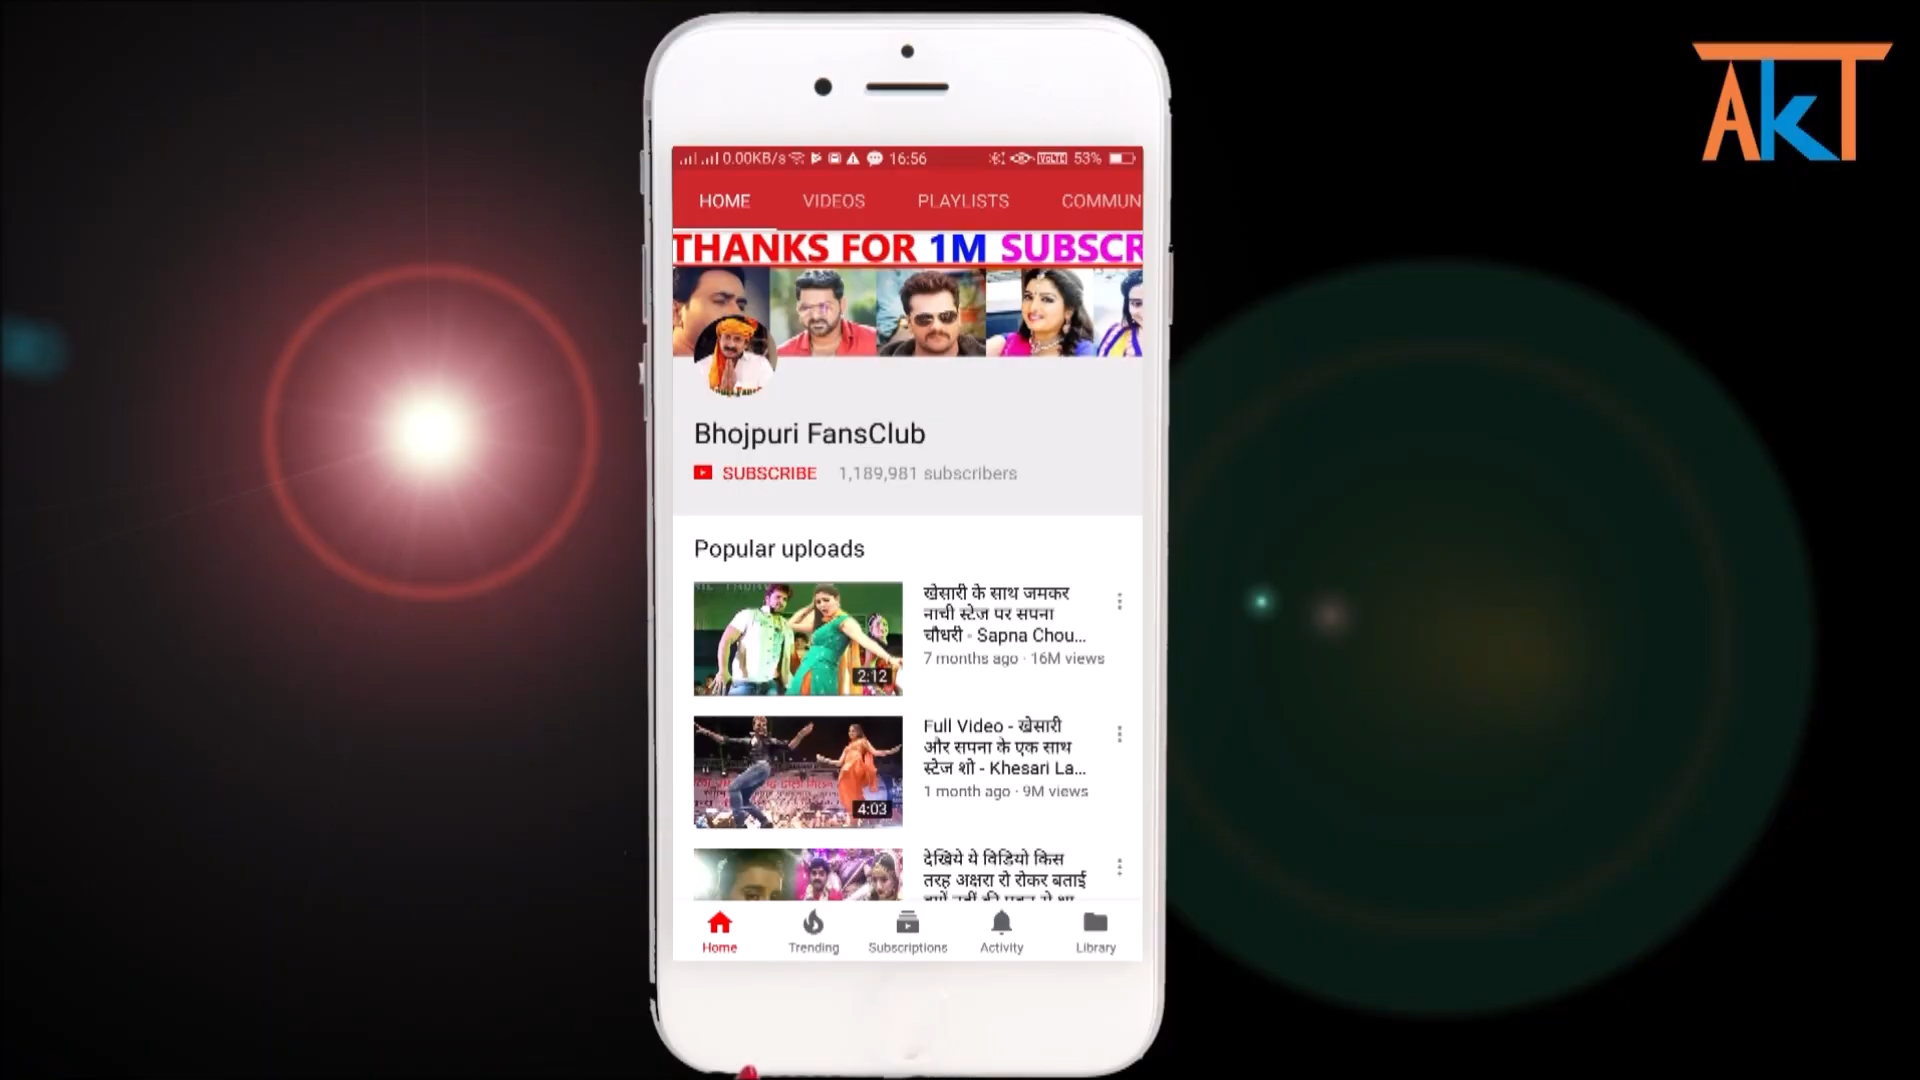 AKT
0.00KB/s 16:56 VoLTE 53%
HOME VIDEOS PLAYLISTS COMMUN
THANKS FOR 1M SUBSCR
Bhojpuri FansClub
SUBSCRIBE 1,189,981 subscribers
Popular uploads
खेसारी के साथ जमकर
नाची स्टेज पर सपना
चौधरी - Sapna Chou...
7 months ago · 16M views
2:12
Full Video - खेसारी
और सपना के एक साथ
स्टेज शो - Khesari La...
1 month ago · 9M views
4:03
देखिये ये विडियो किस
तरह अक्षरा रो रोकर बताई
Home Trending Subscriptions Activity Library